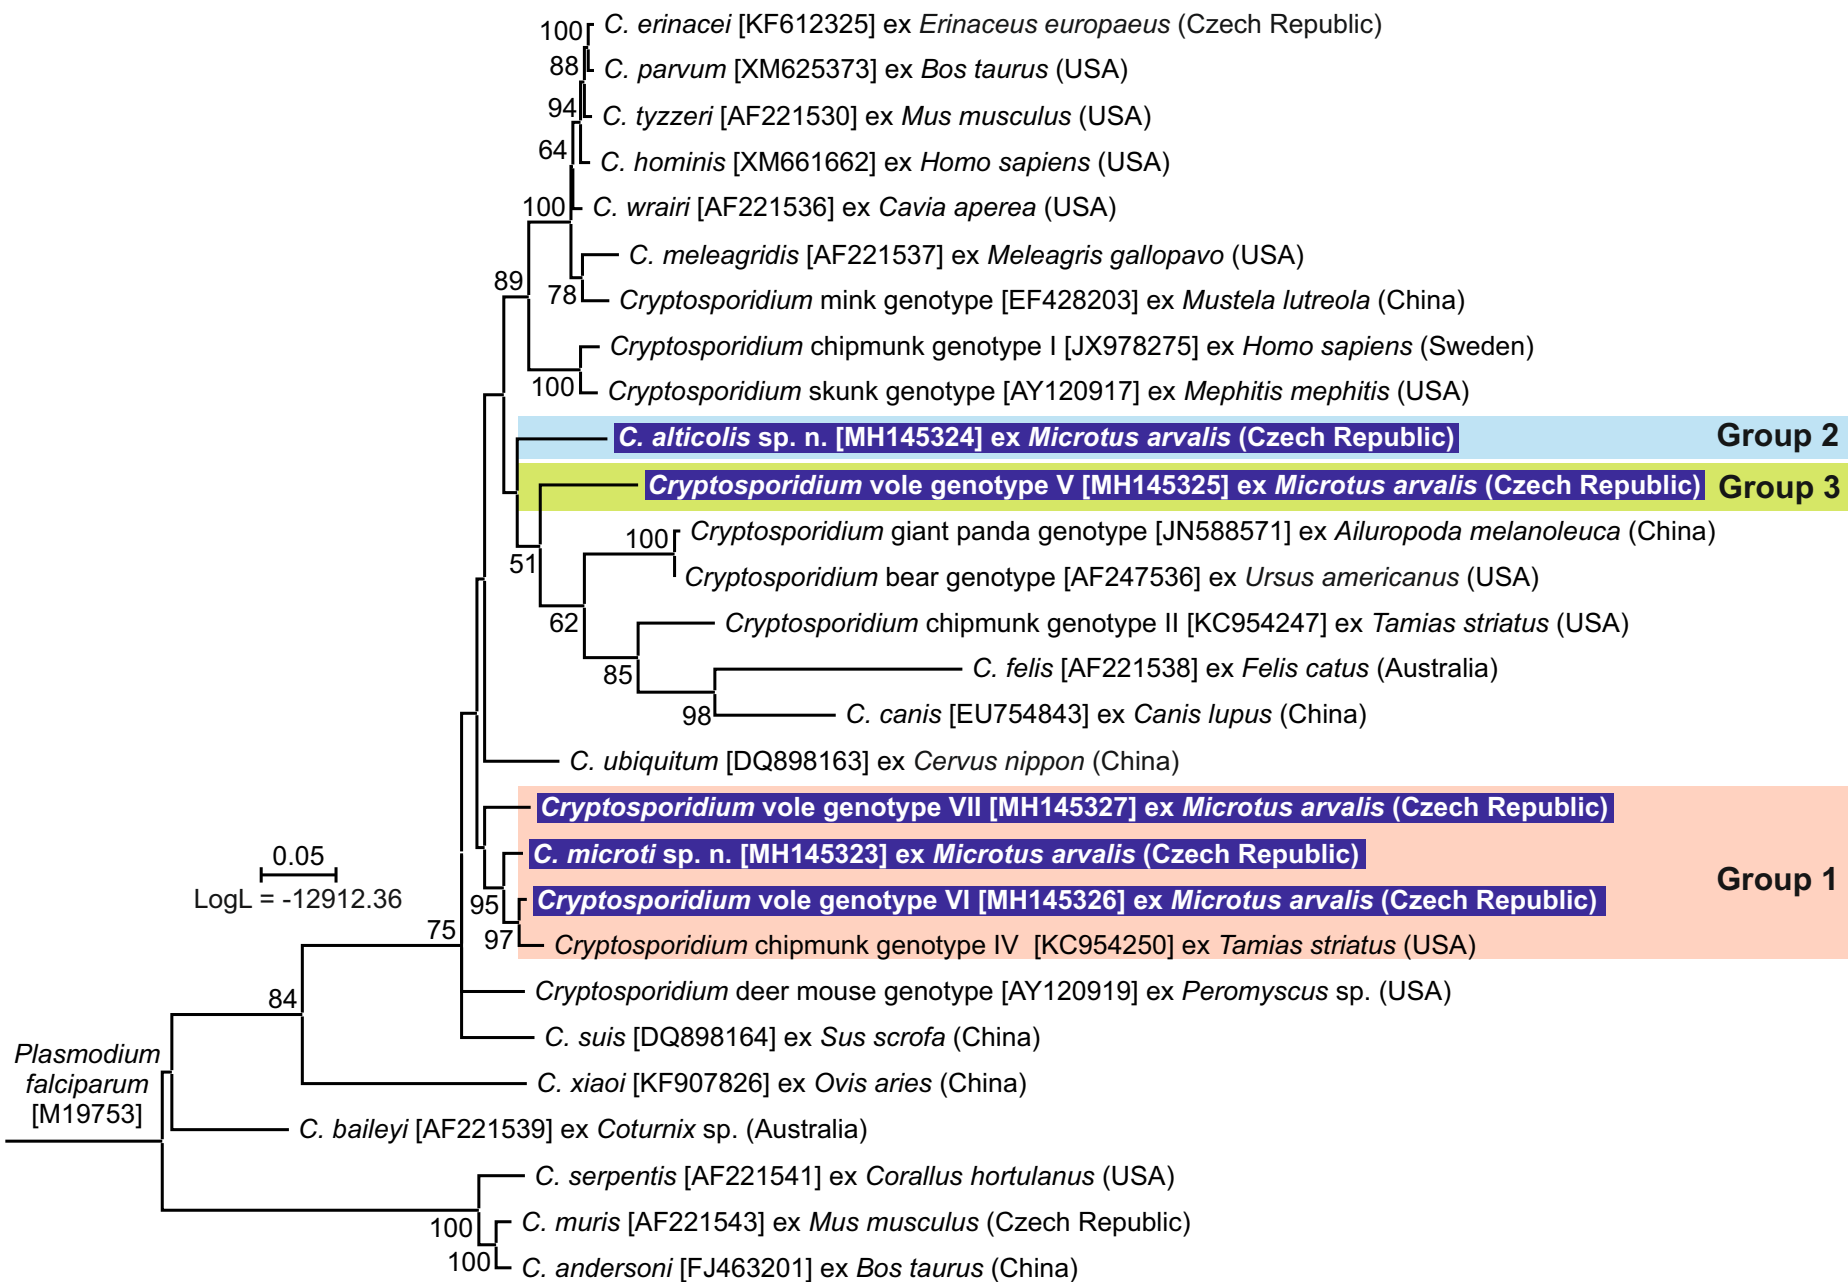 100 C. erinacei [KF612325] ex Erinaceus europaeus (Czech Republic)
88 C. parvum [XM625373] ex Bos taurus (USA)
94 C. tyzzeri [AF221530] ex Mus musculus (USA)
64 C. hominis [XM661662] ex Homo sapiens (USA)
100 C. wrairi [AF221536] ex Cavia aperea (USA)
C. meleagridis [AF221537] ex Meleagris gallopavo (USA)
89
78 Cryptosporidium mink genotype [EF428203] ex Mustela lutreola (China)
Cryptosporidium chipmunk genotype I [JX978275] ex Homo sapiens (Sweden)
100 Cryptosporidium skunk genotype [AY120917] ex Mephitis mephitis (USA)
C. alticolis sp. n. [MH145324] ex Microtus arvalis (Czech Republic) Group 2
Cryptosporidium vole genotype V [MH145325] ex Microtus arvalis (Czech Republic) Group 3
100 Cryptosporidium giant panda genotype [JN588571] ex Ailuropoda melanoleuca (China)
51
Cryptosporidium bear genotype [AF247536] ex Ursus americanus (USA)
62 Cryptosporidium chipmunk genotype II [KC954247] ex Tamias striatus (USA)
85 C. felis [AF221538] ex Felis catus (Australia)
98 C. canis [EU754843] ex Canis lupus (China)
C. ubiquitum [DQ898163] ex Cervus nippon (China)
Cryptosporidium vole genotype VII [MH145327] ex Microtus arvalis (Czech Republic)
0.05
C. microti sp. n. [MH145323] ex Microtus arvalis (Czech Republic)
Group 1
LogL = -12912.36
95 Cryptosporidium vole genotype VI [MH145326] ex Microtus arvalis (Czech Republic)
75
97 Cryptosporidium chipmunk genotype IV [KC954250] ex Tamias striatus (USA)
84 Cryptosporidium deer mouse genotype [AY120919] ex Peromyscus sp. (USA)
C. suis [DQ898164] ex Sus scrofa (China)
Plasmodium
falciparum
[M19753]
C. xiaoi [KF907826] ex Ovis aries (China)
C. baileyi [AF221539] ex Coturnix sp. (Australia)
C. serpentis [AF221541] ex Corallus hortulanus (USA)
100 C. muris [AF221543] ex Mus musculus (Czech Republic)
100 C. andersoni [FJ463201] ex Bos taurus (China)